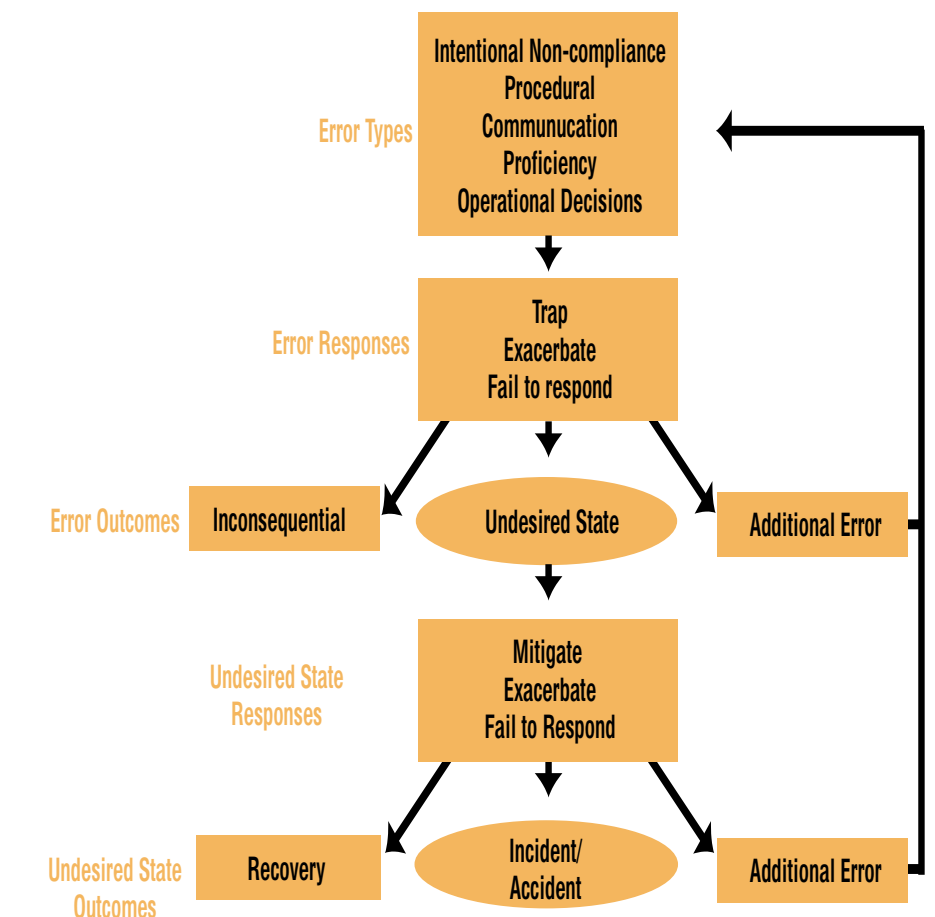 Intentional Non-compliance
Procedural
Error Types
Communucation
Proficiency
Operational Decisions
Trap
Error Responses
Exacerbate
Fail to respond
Error Outcomes
Inconsequential
Undesired State
Additional Error
Undesired State
Responses
Mitigate
Exacerbate
Fail to Respond
Undesired State
Outcomes
Recovery
Incident/
Accident
Additional Error